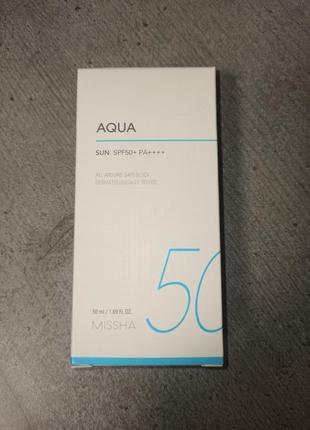 AQUA
SUN SPF50+ PA++++
ALL AROUND SAFE BLOCK
DERMATOLOGICALLY TESTED
50
50 ml / 1.69 FL.OZ.
MISSHA